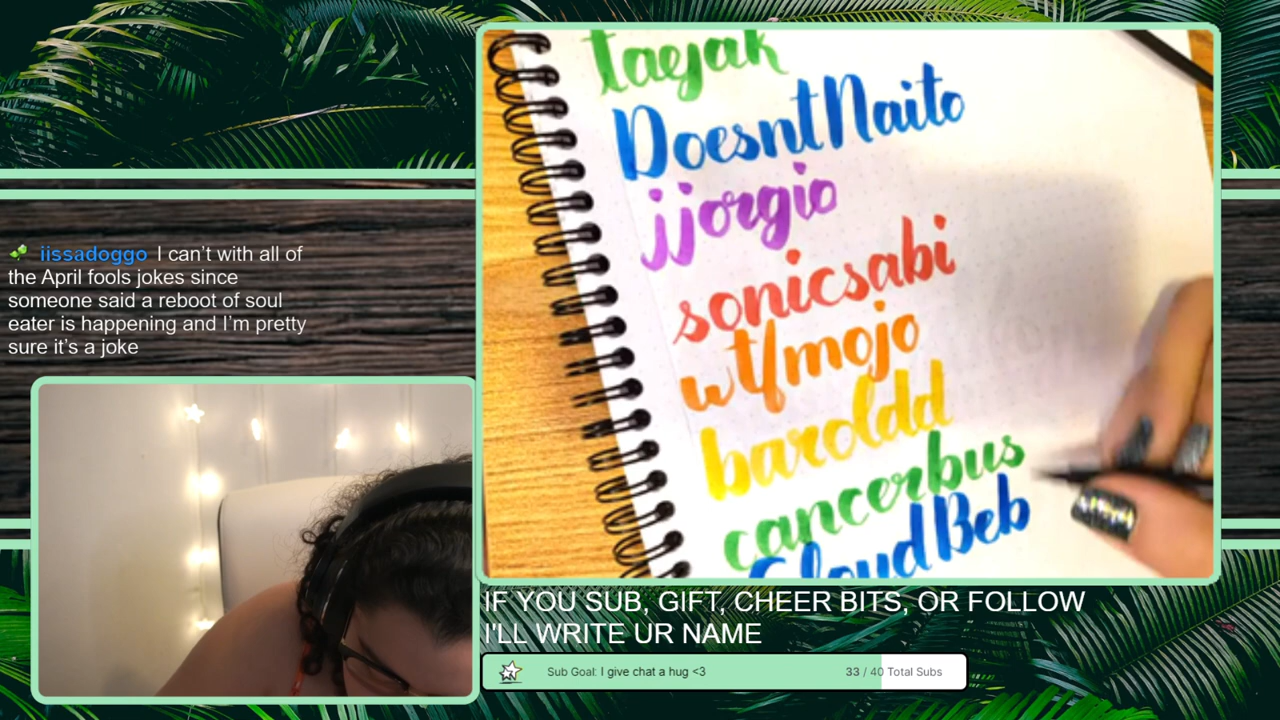 iissadoggo I can’t with all of
the April fools jokes since
someone said a reboot of soul
eater is happening and I’m pretty
sure it’s a joke
taejak
DoesntNaito
jjorgio
sonicsabi
wtfmojo
baroldd
cancerbus
CloudBeb
IF YOU SUB, GIFT, CHEER BITS, OR FOLLOW
I'LL WRITE UR NAME
Sub Goal: I give chat a hug <3 33 / 40 Total Subs